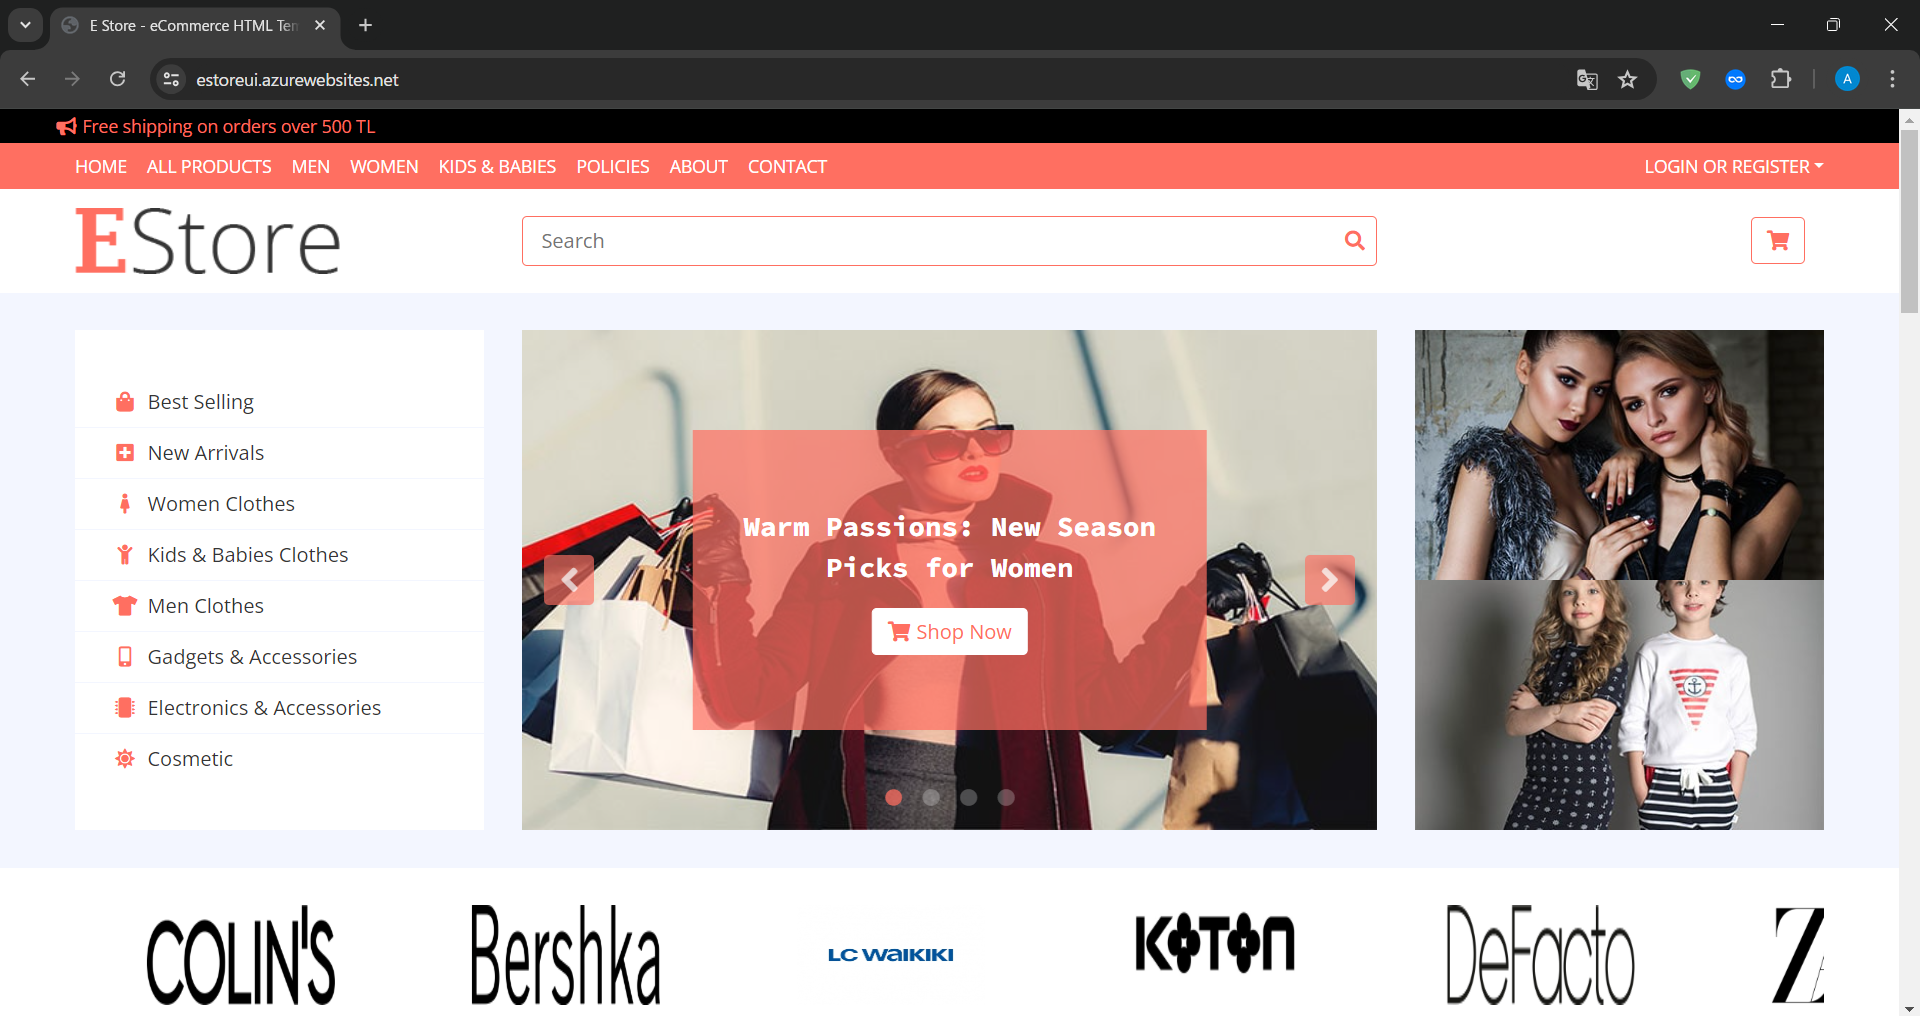 E Store - eCommerce HTML Ten
estoreui.azurewebsites.net
A
Free shipping on orders over 500 TL
HOME ALL PRODUCTS MEN WOMEN KIDS & BABIES POLICIES ABOUT CONTACT LOGIN OR REGISTER
EStore
Search
Best Selling
New Arrivals
Women Clothes
Kids & Babies Clothes
Men Clothes
Gadgets & Accessories
Electronics & Accessories
Cosmetic
Warm Passions: New Season
Picks for Women
Shop Now
COLIN'S Bershka LC WAIKIKI KOTON DeFacto Z